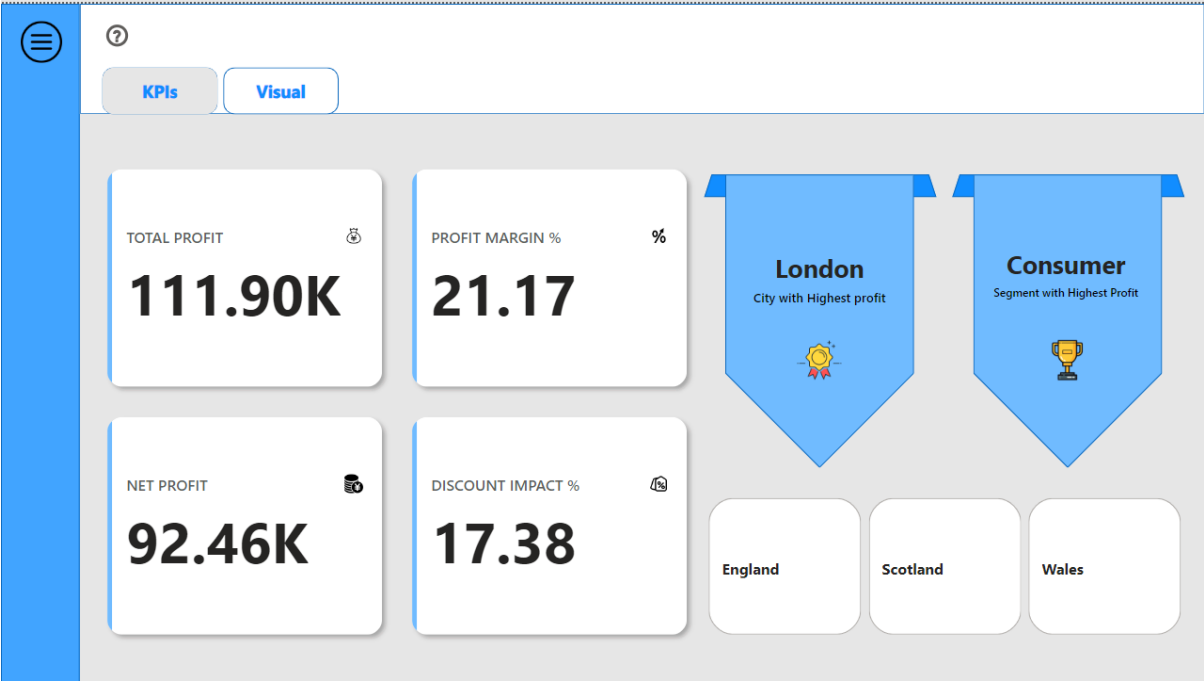 KPIs
Visual
TOTAL PROFIT
111.90K
PROFIT MARGIN %
21.17
London
City with Highest profit
Consumer
Segment with Highest Profit
NET PROFIT
92.46K
DISCOUNT IMPACT %
17.38
England
Scotland
Wales